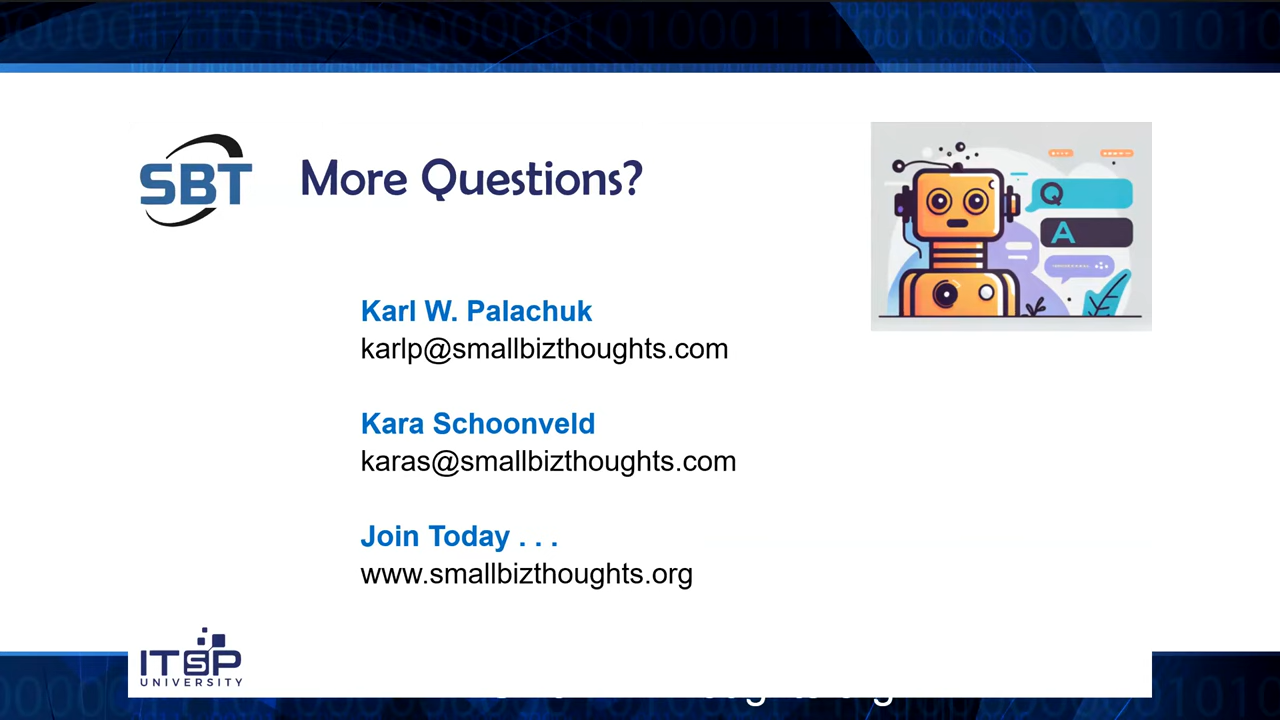 SBT
More Questions?
Q
A
Karl W. Palachuk
karlp@smallbizthoughts.com
Kara Schoonveld
karas@smallbizthoughts.com
Join Today . . .
www.smallbizthoughts.org
ITSP
UNIVERSITY